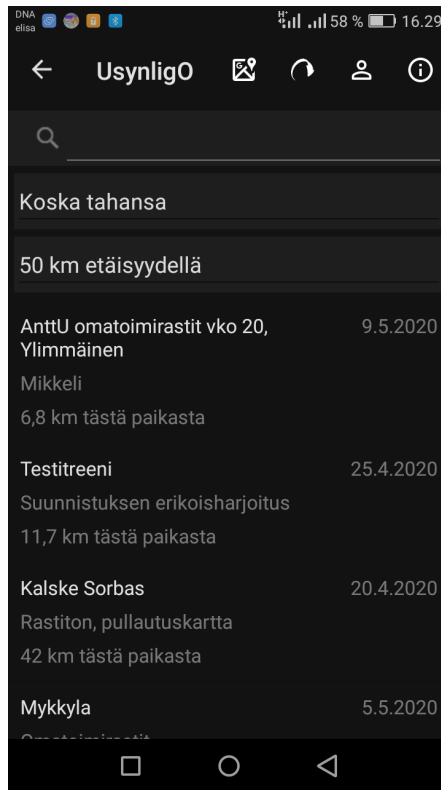 DNA
elisa
58 % 16.29
UsynligO
Koska tahansa
50 km etäisyydellä
AnttU omatoimirastit vko 20, 9.5.2020
Ylimmäinen
Mikkeli
6,8 km tästä paikasta
Testitreeni 25.4.2020
Suunnistuksen erikoisharjoitus
11,7 km tästä paikasta
Kalske Sorbas 20.4.2020
Rastiton, pullautuskartta
42 km tästä paikasta
Mykkyla 5.5.2020
Omatoimirastit